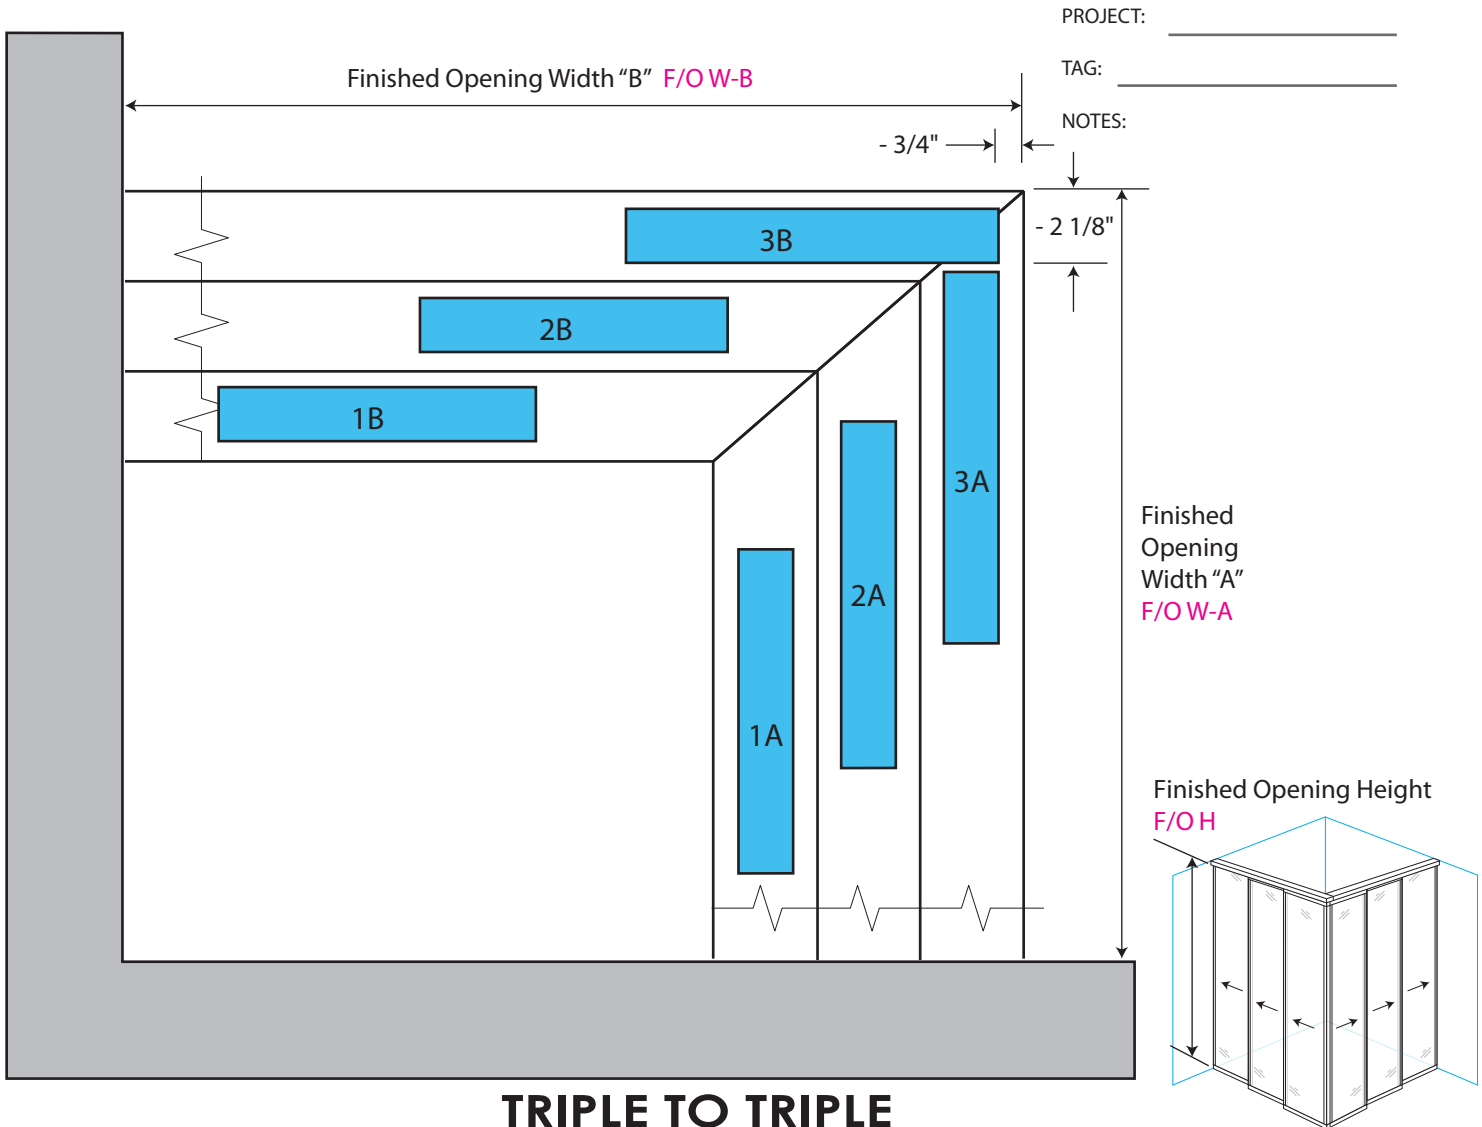 PROJECT:
Finished Opening Width “B” F/O W-B
TAG:
NOTES:
- 3/4"
- 2 1/8"
3B
2B
1B
3A
2A
1A
Finished
Opening
Width “A”
F/O W-A
Finished Opening Height
F/O H
TRIPLE TO TRIPLE